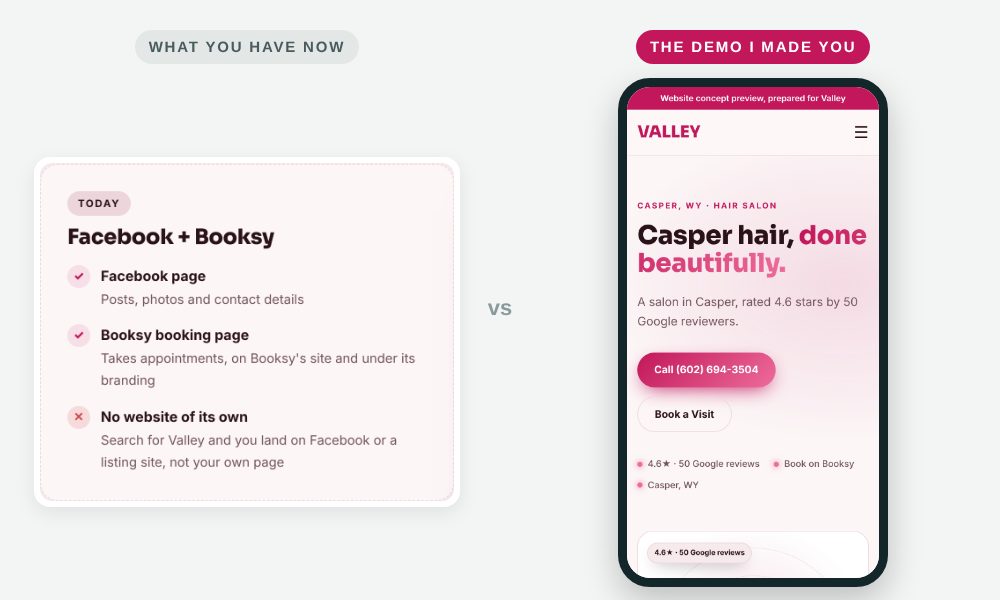 WHAT YOU HAVE NOW
TODAY
Facebook + Booksy
Facebook page
Posts, photos and contact details
Booksy booking page
Takes appointments, on Booksy's site and under its
branding
No website of its own
Search for Valley and you land on Facebook or a
listing site, not your own page
vs
THE DEMO I MADE YOU
Website concept preview, prepared for Valley
VALLEY
CASPER, WY · HAIR SALON
Casper hair, done
beautifully.
A salon in Casper, rated 4.6 stars by 50
Google reviewers.
Call (602) 694-3504
Book a Visit
4.6★ · 50 Google reviews
Book on Booksy
Casper, WY
4.6★ · 50 Google reviews